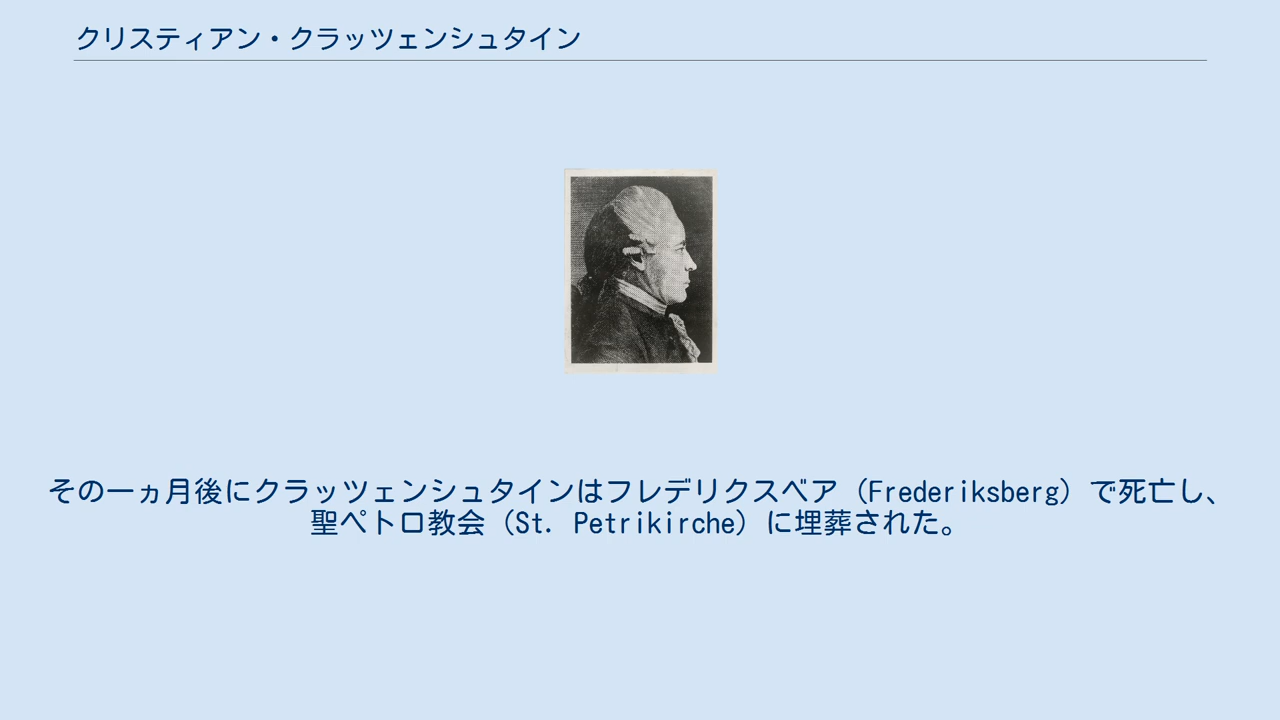 クリスティアン・クラッツェンシュタイン
その一ヵ月後にクラッツェンシュタインはフレデリクスベア（Frederiksberg）で死亡し、
聖ペトロ教会（St. Petrikirche）に埋葬された。